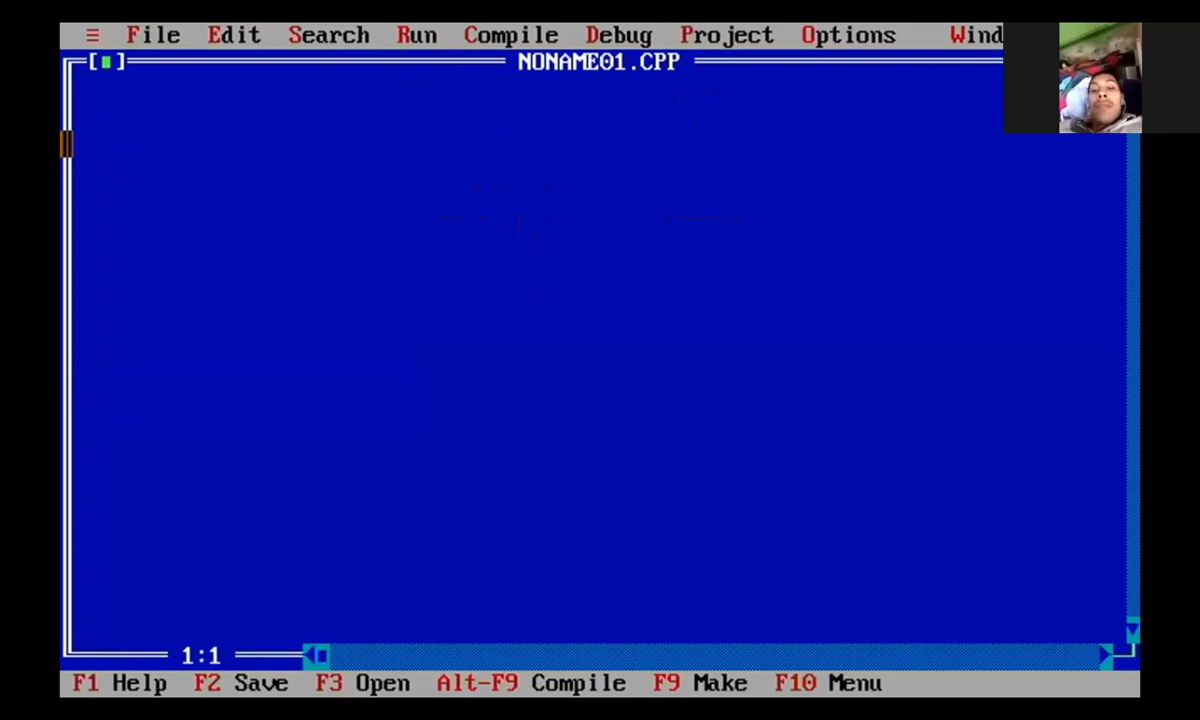 ≡ File Edit Search Run Compile Debug Project Options Wind
[■] NONAME01.CPP
1:1
F1 Help F2 Save F3 Open Alt-F9 Compile F9 Make F10 Menu